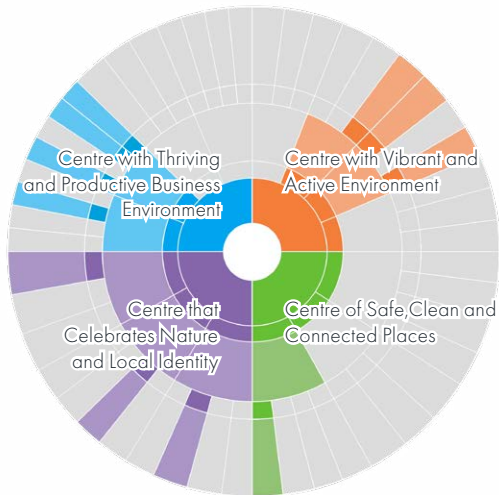 Centre with Thriving
and Productive Business
Environment
Centre with Vibrant and
Active Environment
Centre that
Celebrates Nature
and Local Identity
Centre of Safe,Clean and
Connected Places